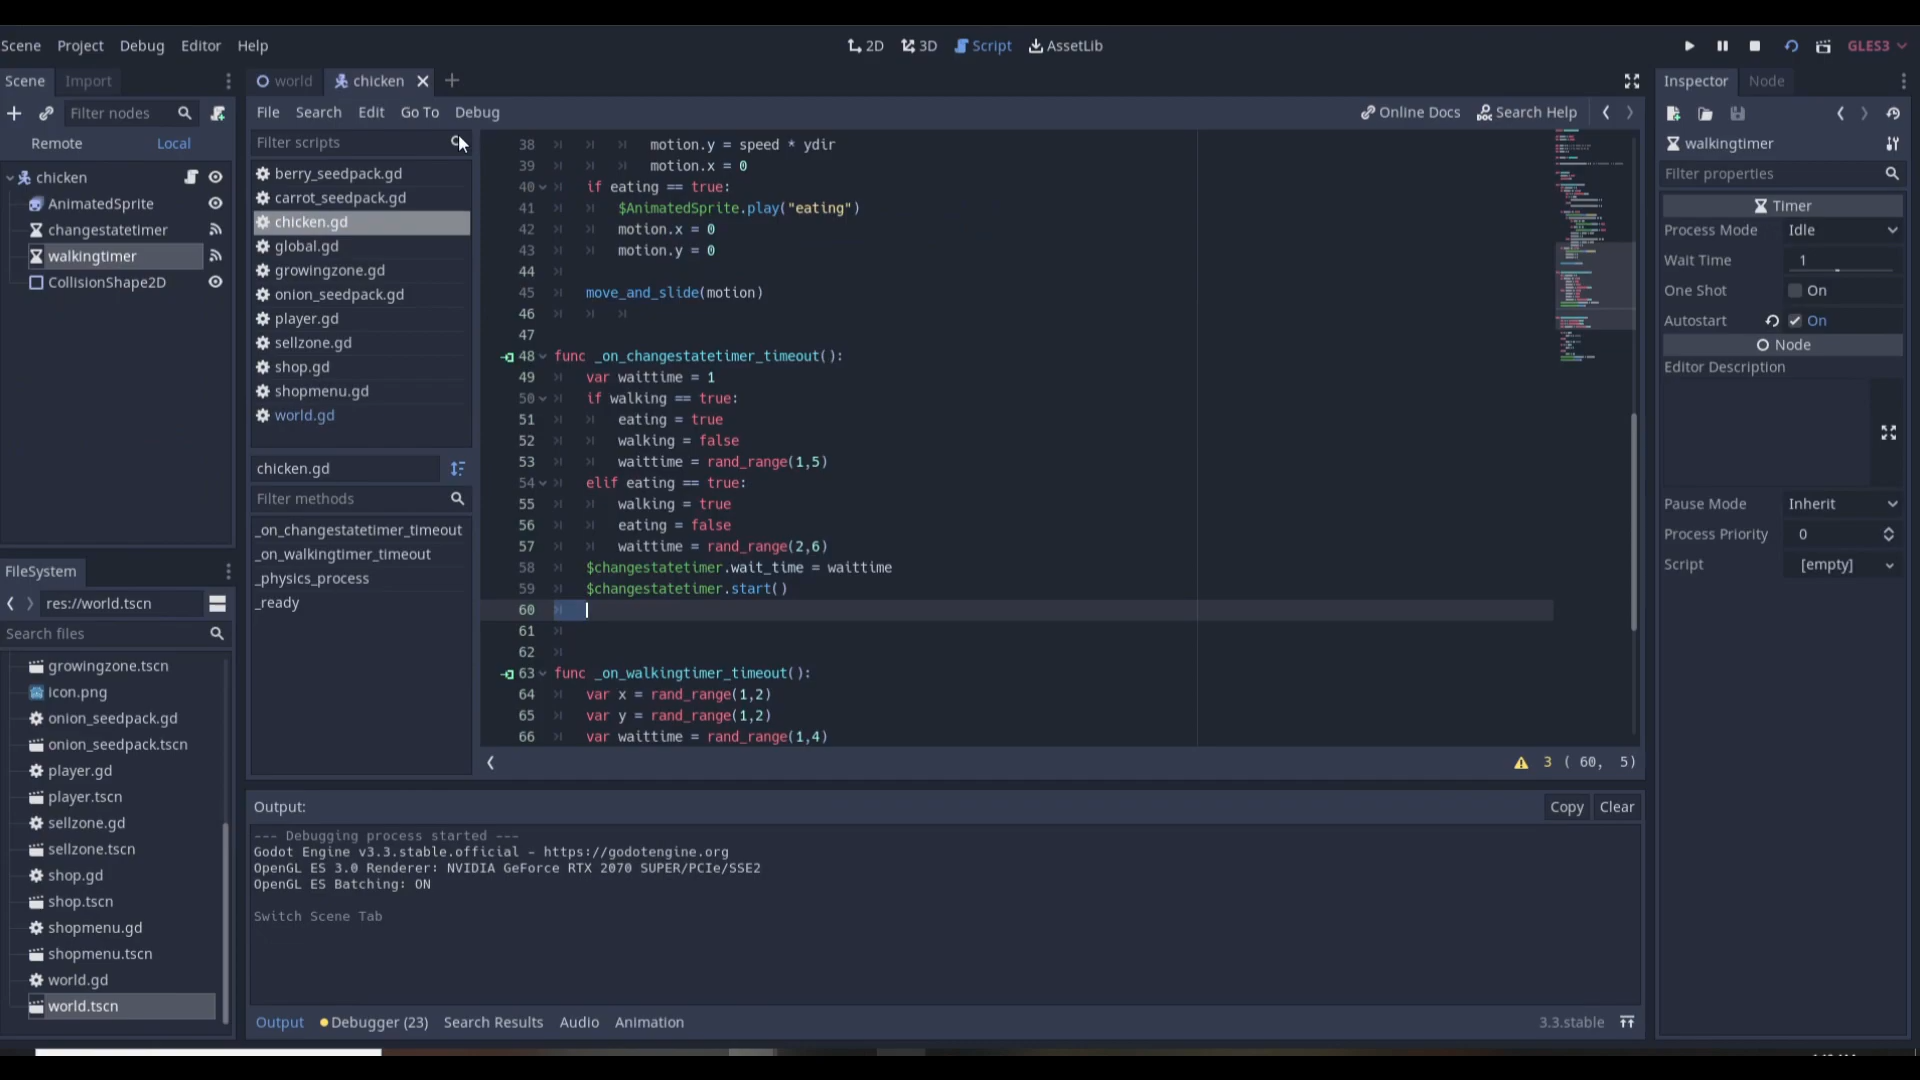 Scene Project Debug Editor Help
2D 3D Script AssetLib
GLES3
Scene Import
Filter nodes
Remote Local
chicken
AnimatedSprite
changestatetimer
walkingtimer
CollisionShape2D
FileSystem
res://world.tscn
Search files
growingzone.tscn
icon.png
onion_seedpack.gd
onion_seedpack.tscn
player.gd
player.tscn
sellzone.gd
sellzone.tscn
shop.gd
shop.tscn
shopmenu.gd
shopmenu.tscn
world.gd
world.tscn
world chicken
File Search Edit Go To Debug
Online Docs Search Help
Filter scripts
berry_seedpack.gd
carrot_seedpack.gd
chicken.gd
global.gd
growingzone.gd
onion_seedpack.gd
player.gd
sellzone.gd
shop.gd
shopmenu.gd
world.gd
chicken.gd
Filter methods
_on_changestatetimer_timeout
_on_walkingtimer_timeout
_physics_process
_ready
38 motion.y = speed * ydir
39 motion.x = 0
40 if eating == true:
41 $AnimatedSprite.play("eating")
42 motion.x = 0
43 motion.y = 0
44
45 move_and_slide(motion)
46
47
48 func _on_changestatetimer_timeout():
49 var waittime = 1
50 if walking == true:
51 eating = true
52 walking = false
53 waittime = rand_range(1,5)
54 elif eating == true:
55 walking = true
56 eating = false
57 waittime = rand_range(2,6)
58 $changestatetimer.wait_time = waittime
59 $changestatetimer.start()
60
61
62
63 func _on_walkingtimer_timeout():
64 var x = rand_range(1,2)
65 var y = rand_range(1,2)
66 var waittime = rand_range(1,4)
3 ( 60, 5)
Output:
Copy Clear
--- Debugging process started ---
Godot Engine v3.3.stable.official - https://godotengine.org
OpenGL ES 3.0 Renderer: NVIDIA GeForce RTX 2070 SUPER/PCIe/SSE2
OpenGL ES Batching: ON
Switch Scene Tab
Output Debugger (23) Search Results Audio Animation
3.3.stable
Inspector Node
walkingtimer
Filter properties
Timer
Process Mode Idle
Wait Time 1
One Shot On
Autostart On
Node
Editor Description
Pause Mode Inherit
Process Priority 0
Script [empty]